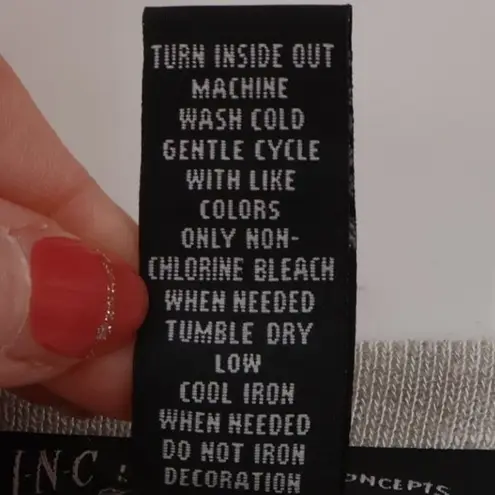 TURN INSIDE OUT
MACHINE
WASH COLD
GENTLE CYCLE
WITH LIKE
COLORS
ONLY NON-
CHLORINE BLEACH
WHEN NEEDED
TUMBLE DRY
LOW
COOL IRON
WHEN NEEDED
DO NOT IRON
DECORATION
I·N·C